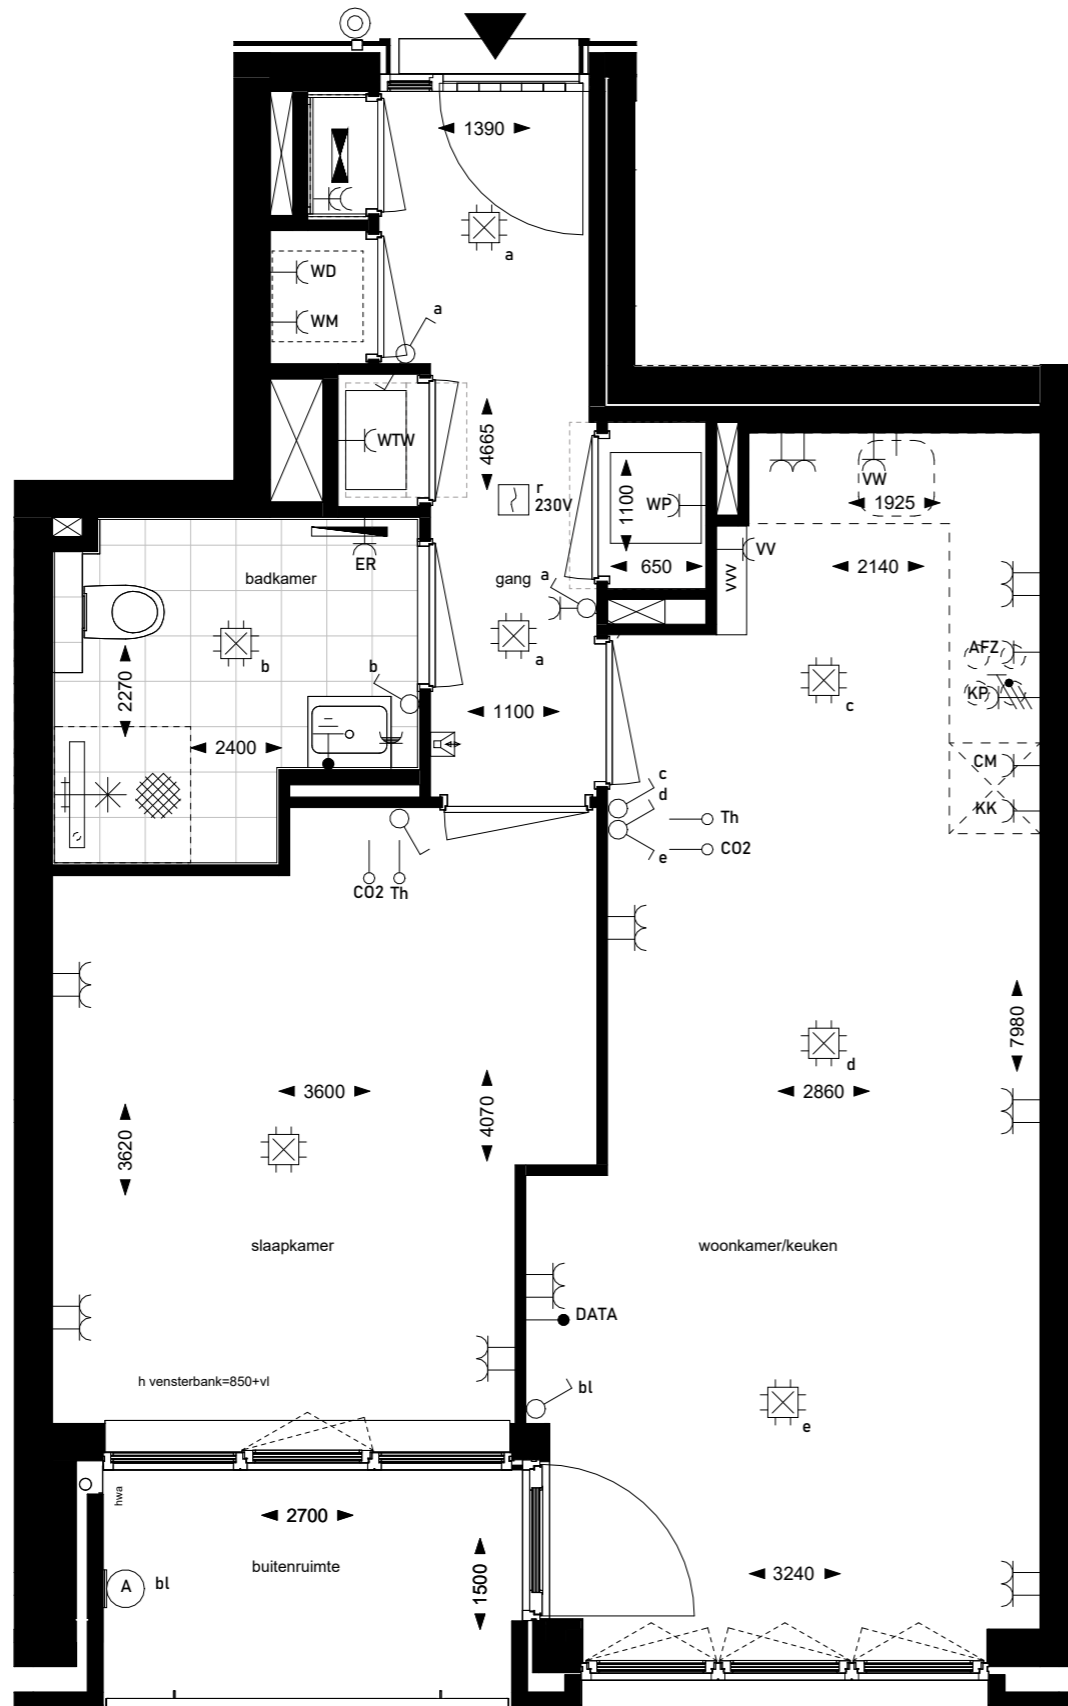 1390
a
WD
WM
a
4665
WTW
r
230V
1100
WP
650
VW
1925
VV
VVV
2140
ER
badkamer
gang
a
a
b
b
2270
2400
1100
AFZ
KP
c
CM
KK
c
d
e
Th
CO2
CO2
Th
7980
d
3600
2860
3620
4070
slaapkamer
woonkamer/keuken
DATA
h vensterbank=850+vl
bl
e
hwa
2700
buitenruimte
1500
A
bl
3240